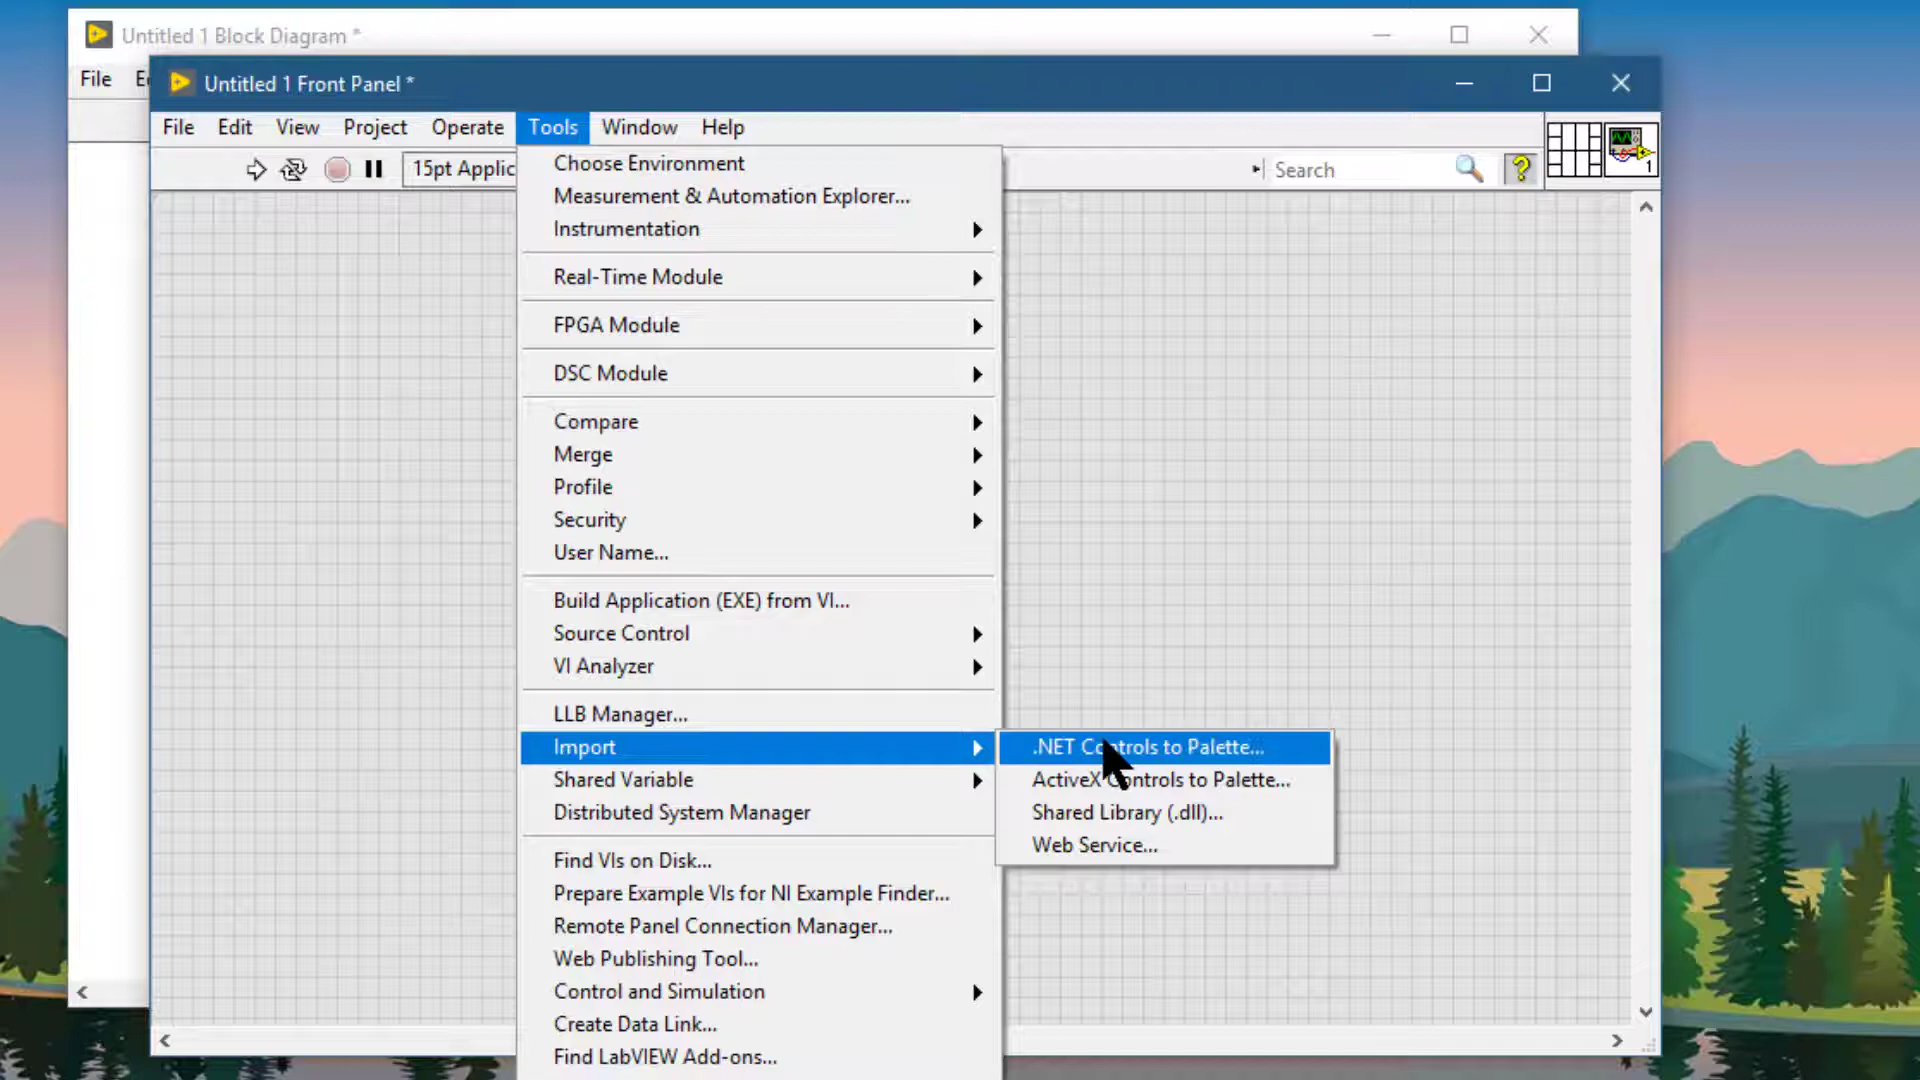 Untitled 1 Block Diagram *
File
Untitled 1 Front Panel *
File Edit View Project Operate Tools Window Help
15pt Applic
Search
1
Choose Environment
Measurement & Automation Explorer...
Instrumentation
Real-Time Module
FPGA Module
DSC Module
Compare
Merge
Profile
Security
User Name...
Build Application (EXE) from VI...
Source Control
VI Analyzer
LLB Manager...
Import
Shared Variable
Distributed System Manager
Find VIs on Disk...
Prepare Example VIs for NI Example Finder...
Remote Panel Connection Manager...
Web Publishing Tool...
Control and Simulation
Create Data Link...
Find LabVIEW Add-ons...
.NET Controls to Palette...
ActiveX Controls to Palette...
Shared Library (.dll)...
Web Service...